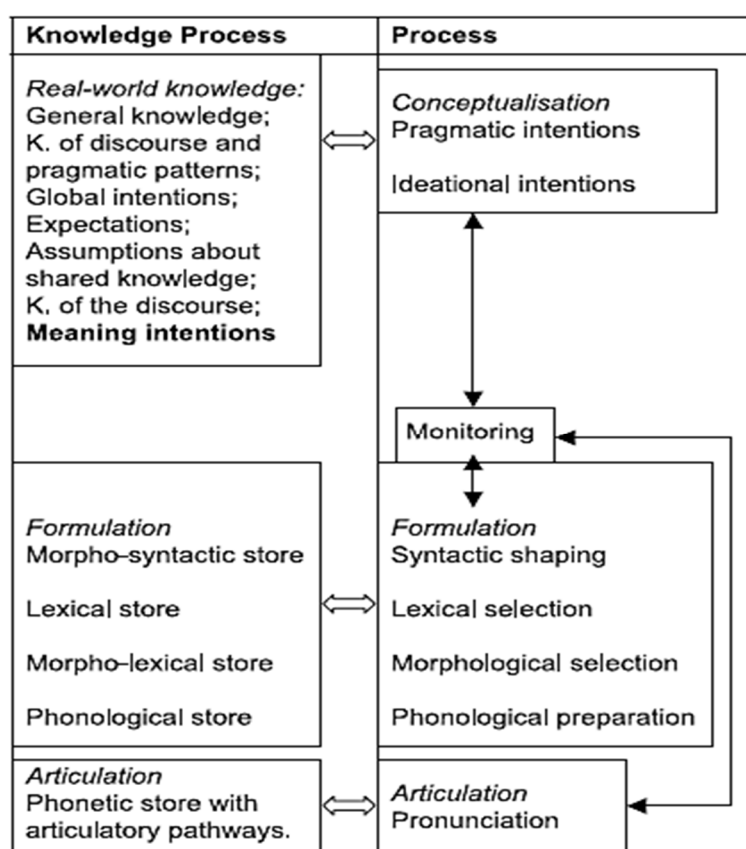 Knowledge Process
Process
Real-world knowledge:
General knowledge;
K. of discourse and
pragmatic patterns;
Global intentions;
Expectations;
Assumptions about
shared knowledge;
K. of the discourse;
Meaning intentions
Conceptualisation
Pragmatic intentions
Ideational intentions
Monitoring
Formulation
Morpho-syntactic store
Lexical store
Morpho-lexical store
Phonological store
Formulation
Syntactic shaping
Lexical selection
Morphological selection
Phonological preparation
Articulation
Phonetic store with
articulatory pathways.
Articulation
Pronunciation